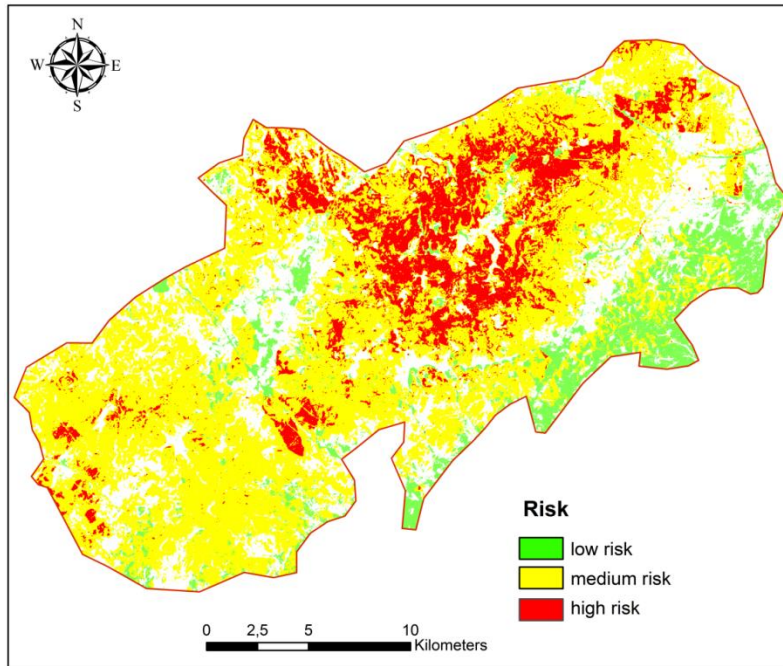 N
W E
S
Risk
low risk
medium risk
high risk
0 2,5 5 10
Kilometers